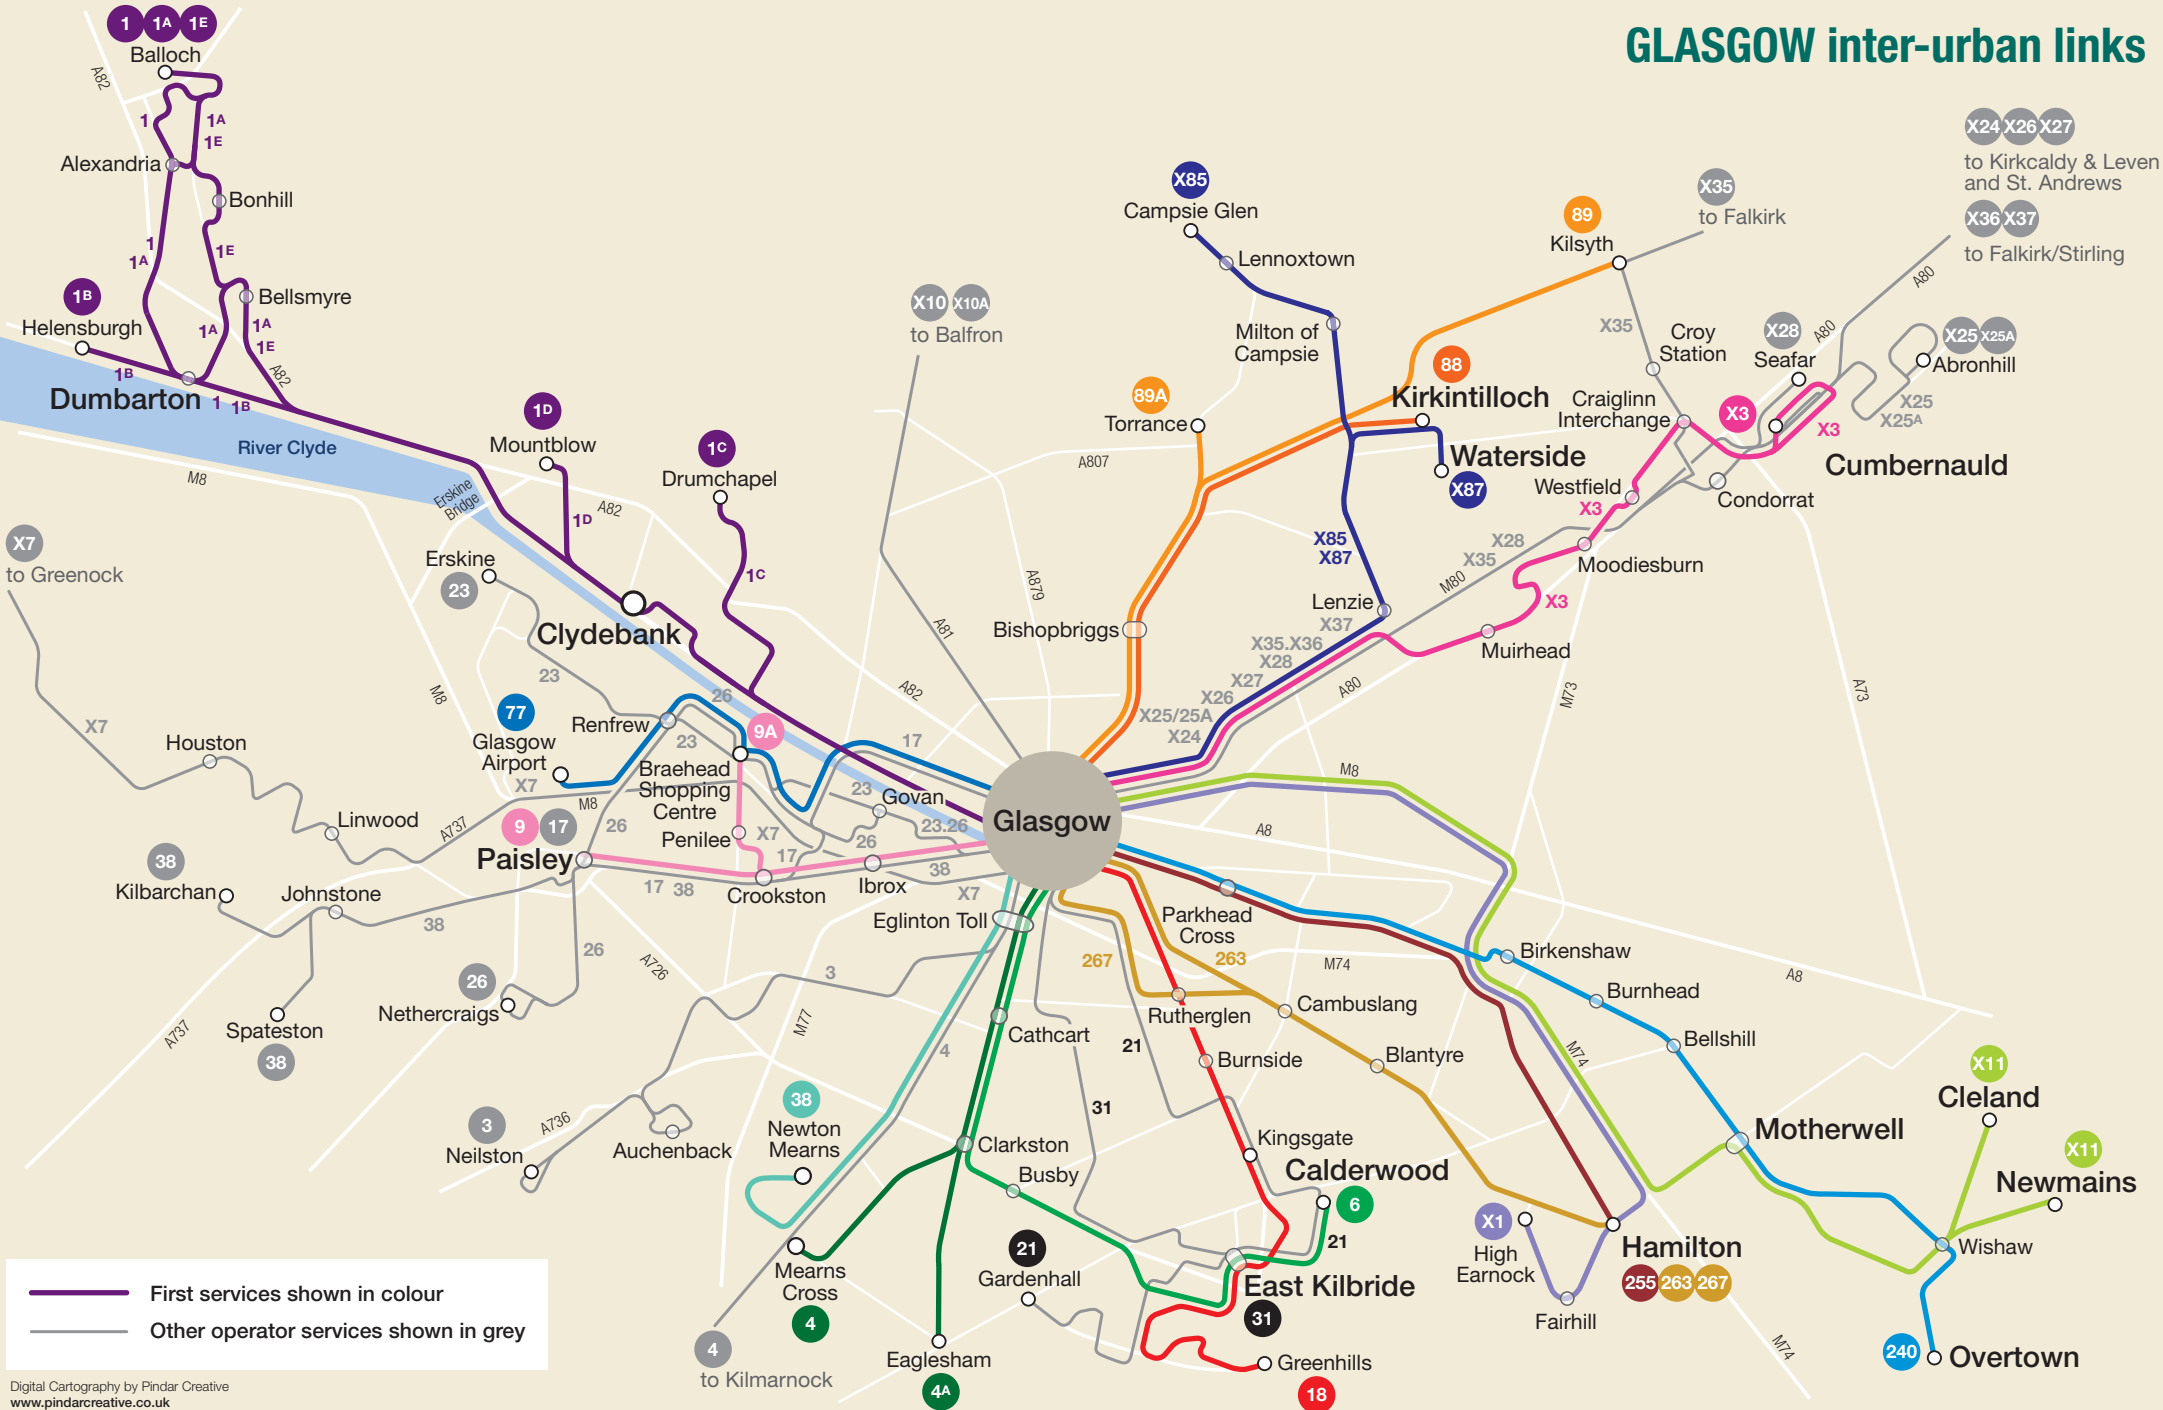 GLASGOW inter-urban links
1 1A 1E
Balloch
A82
1
1A
1E
Alexandria
Bonhill
1
1A
1E
1B
Helensburgh
Bellsmyre
1A
1A
1E
A82
1B
Dumbarton
1 1B
River Clyde
M8
Erskine
Bridge
1D
Mountblow
1D
A82
1C
Drumchapel
1C
X10 X10A
to Balfron
A81
A879
A807
A82
X85
Campsie Glen
Lennoxtown
Milton of
Campsie
89A
Torrance
88
Kirkintilloch
Waterside
X87
89
Kilsyth
X35
to Falkirk
X35
Croy
Station
X24 X26 X27
to Kirkcaldy & Leven
and St. Andrews
X36 X37
to Falkirk/Stirling
A80
A80
X28
Seafar
X25 X25A
Abronhill
X25
X25A
Craiglinn
Interchange
X3
X3
Cumbernauld
Westfield
X3
Condorrat
Moodiesburn
X28
X35
M80
X3
Muirhead
X85
X87
Lenzie
X37
X35.X36
X28
X27
X26
X25/25A
X24
A80
M73
A73
Bishopbriggs
X7
to Greenock
X7
Erskine
23
23
Clydebank
M8
77
Glasgow
Airport
Renfrew
26
23
9A
Braehead
Shopping
Centre
Penilee
17
23
Govan
23.26
26
X7
17
X7
M8
Houston
Linwood
A737
9 17
Paisley
26
17 38
Crookston
Ibrox
38
X7
Glasgow
38
Kilbarchan
Johnstone
38
Spateston
38
A737
26
Nethercraigs
26
A726
3
M77
Eglinton Toll
3
Neilston
A736
Auchenback
38
Newton
Mearns
4
Cathcart
Clarkston
Busby
Mearns
Cross
4
4
to Kilmarnock
Eaglesham
4A
21
Gardenhall
31
21
267
263
Rutherglen
Burnside
Kingsgate
Calderwood
6
21
East Kilbride
31
Greenhills
18
M8
A8
Parkhead
Cross
M74
Cambuslang
Blantyre
Birkenshaw
Burnhead
Bellshill
A8
M74
Motherwell
X11
Cleland
X11
Newmains
Wishaw
X1
High
Earnock
Fairhill
Hamilton
255 263 267
M74
240
Overtown
First services shown in colour
Other operator services shown in grey
Digital Cartography by Pindar Creative
www.pindarcreative.co.uk